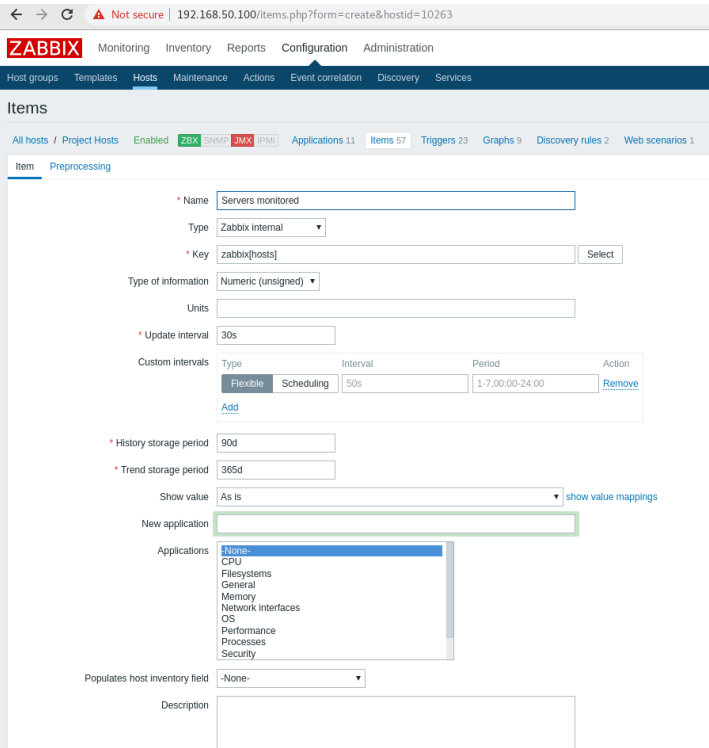 Not secure | 192.168.50.100/items.php?form=create&hostid=10263
ZABBIX Monitoring Inventory Reports Configuration Administration
Host groups Templates Hosts Maintenance Actions Event correlation Discovery Services
Items
All hosts / Project Hosts Enabled ZBX SNMP JMX IPMI Applications 11 Items 57 Triggers 23 Graphs 9 Discovery rules 2 Web scenarios 1
Item Preprocessing
* Name Servers monitored
Type Zabbix internal
* Key zabbix[hosts] Select
Type of information Numeric (unsigned)
Units
* Update interval 30s
Custom intervals Type Interval Period Action
Flexible Scheduling 50s 1-7,00:00-24:00 Remove
Add
* History storage period 90d
* Trend storage period 365d
Show value As is show value mappings
New application
Applications -None-
CPU
Filesystems
General
Memory
Network interfaces
OS
Performance
Processes
Security
Populates host inventory field -None-
Description